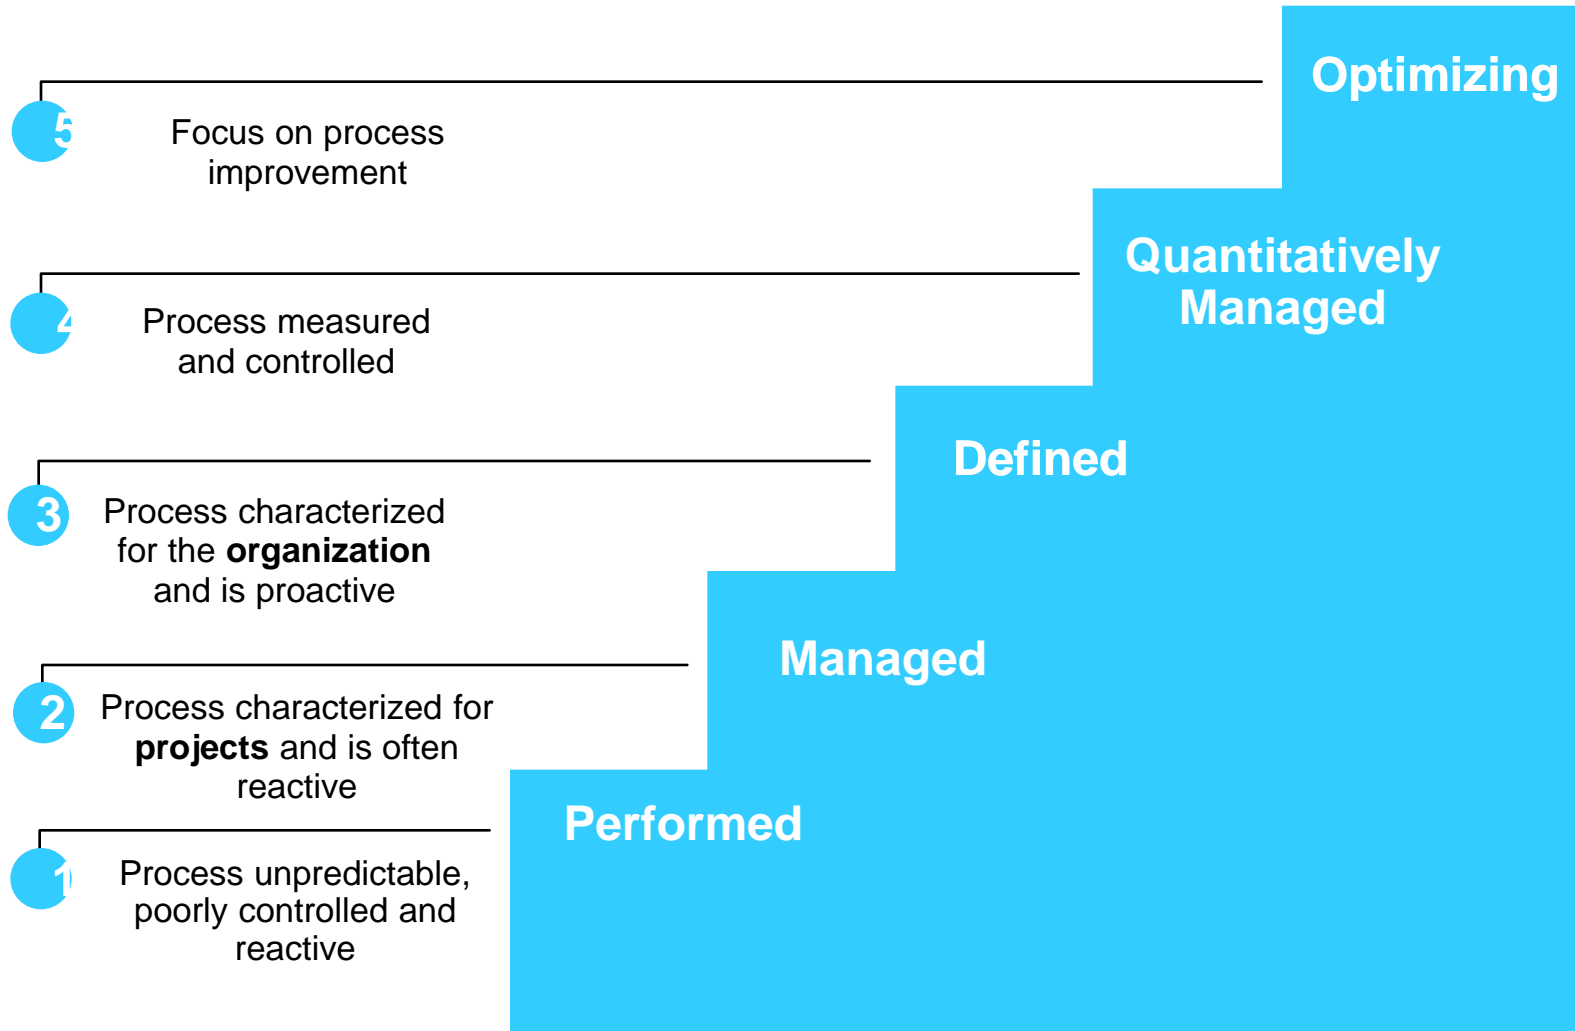 Optimizing
5
Focus on process
improvement
Quantitatively
Managed
4
Process measured
and controlled
Defined
3
Process characterized
for the organization
and is proactive
Managed
2
Process characterized for
projects and is often
reactive
Performed
1
Process unpredictable,
poorly controlled and
reactive